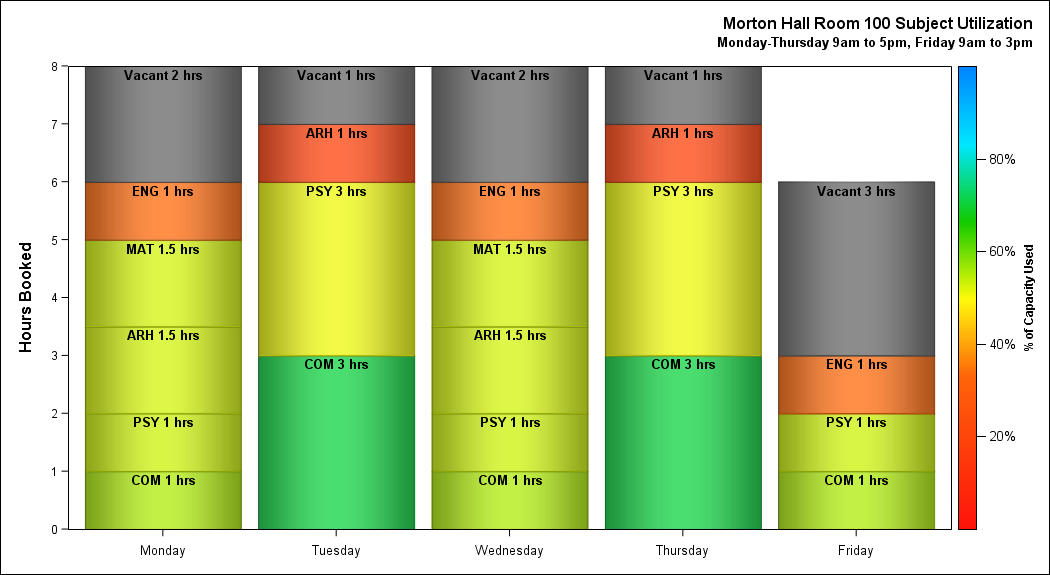 Morton Hall Room 100 Subject Utilization
Monday-Thursday 9am to 5pm, Friday 9am to 3pm
Hours Booked
8
7
6
5
4
3
2
1
0
Vacant 2 hrs
ENG 1 hrs
MAT 1.5 hrs
ARH 1.5 hrs
PSY 1 hrs
COM 1 hrs
Monday
Vacant 1 hrs
ARH 1 hrs
PSY 3 hrs
COM 3 hrs
Tuesday
Vacant 2 hrs
ENG 1 hrs
MAT 1.5 hrs
ARH 1.5 hrs
PSY 1 hrs
COM 1 hrs
Wednesday
Vacant 1 hrs
ARH 1 hrs
PSY 3 hrs
COM 3 hrs
Thursday
Vacant 3 hrs
ENG 1 hrs
PSY 1 hrs
COM 1 hrs
Friday
80%
60%
40%
20%
% of Capacity Used